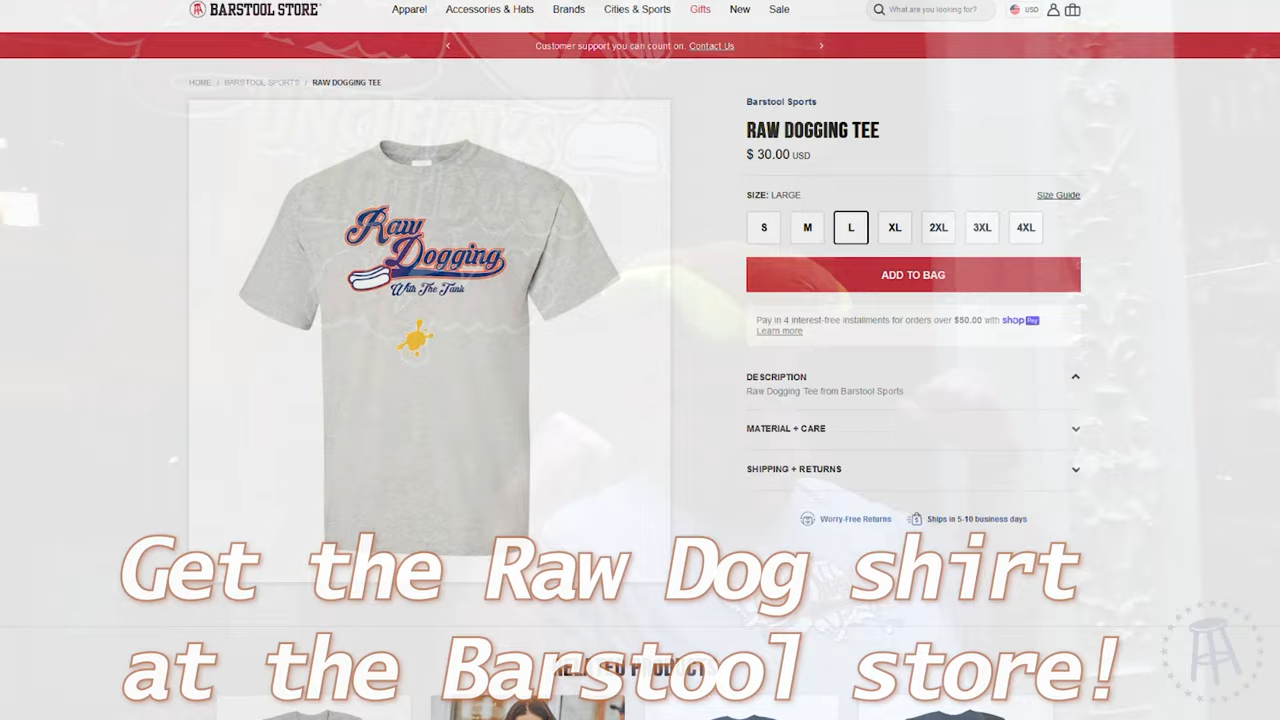 BARSTOOL STORE
Apparel Accessories & Hats Brands Cities & Sports Gifts New Sale
What are you looking for?
USD
Customer support you can count on. Contact Us
HOME / BARSTOOL SPORTS / RAW DOGGING TEE
Barstool Sports
RAW DOGGING TEE
$ 30.00 USD
SIZE: LARGE
Size Guide
S M L XL 2XL 3XL 4XL
ADD TO BAG
Pay in 4 interest-free installments for orders over $50.00 with shop Pay
Learn more
DESCRIPTION
Raw Dogging Tee from Barstool Sports
MATERIAL + CARE
SHIPPING + RETURNS
Worry-Free Returns
Ships in 5-10 business days
Raw
Dogging
With The Tank
Get the Raw Dog shirt
at the Barstool store!
RELATED PRODUCTS